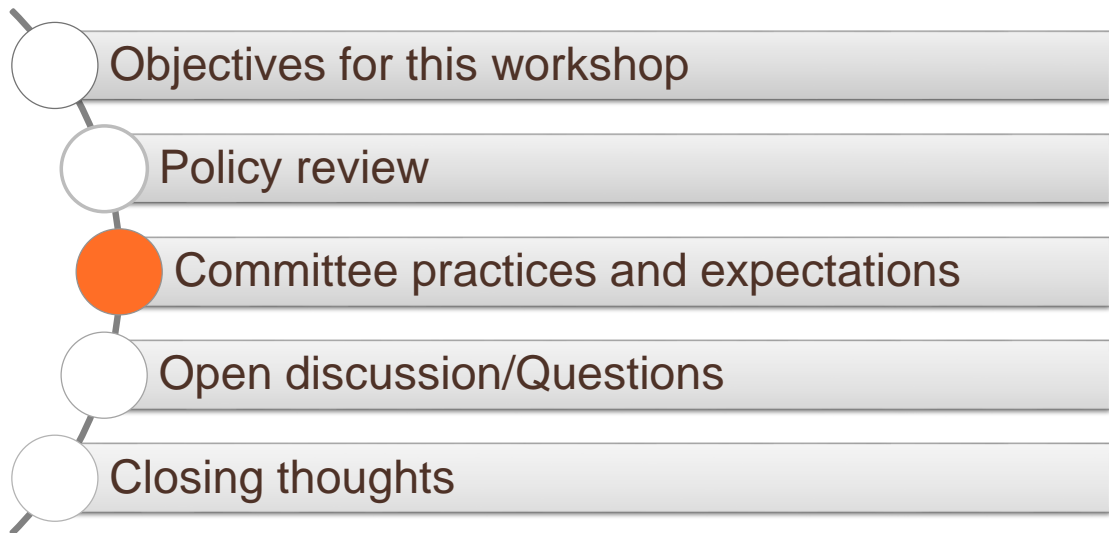 Objectives for this workshop
Policy review
Committee practices and expectations
Open discussion/Questions
Closing thoughts